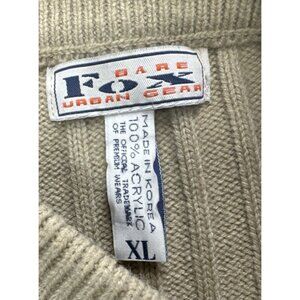 BARE
FOX
URBAN GEAR
MADE IN KOREA
100% ACRYLIC
THE OFFICIAL TRADEMARK
OF PREMIUM WEARS
XL